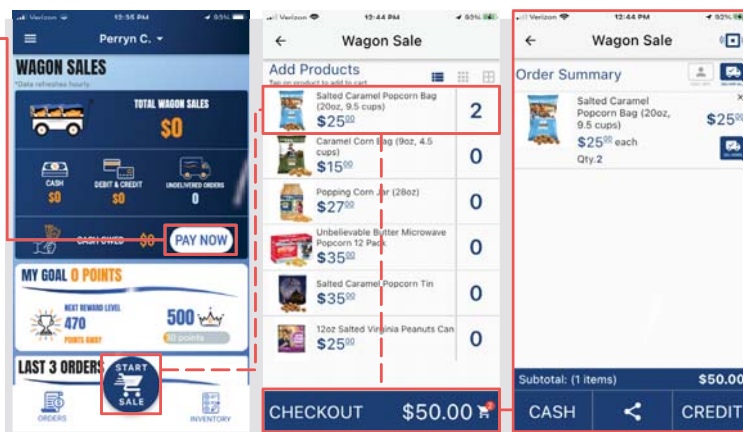 Verizon 12:35 PM 93%
Perryn C.
WAGON SALES
*Data refreshes hourly
TOTAL WAGON SALES
$0
CASH
$0
DEBIT & CREDIT
$0
UNDELIVERED ORDERS
0
CASH OWED $0 PAY NOW
MY GOAL 0 POINTS
NEXT REWARD LEVEL
470
POINTS AWAY
500
30 points
LAST 3 ORDERS
START
SALE
ORDERS
INVENTORY
Verizon 12:44 PM 93%
Wagon Sale
Add Products
Tap on product to add to cart
Salted Caramel Popcorn Bag
(20oz, 9.5 cups)
$25.00
2
Caramel Corn Bag (9oz, 4.5
cups)
$15.00
0
Popping Corn Jar (28oz)
$27.00
0
Unbelievable Butter Microwave
Popcorn 12 Pack
$35.00
0
Salted Caramel Popcorn Tin
$35.00
0
12oz Salted Virginia Peanuts Can
$25.00
0
CHECKOUT $50.00
Verizon 12:44 PM 92%
Wagon Sale
Order Summary
Salted Caramel
Popcorn Bag (20oz,
9.5 cups)
$25.00 each
Qty.2
$25.00
Subtotal: (1 items) $50.00
CASH CREDIT